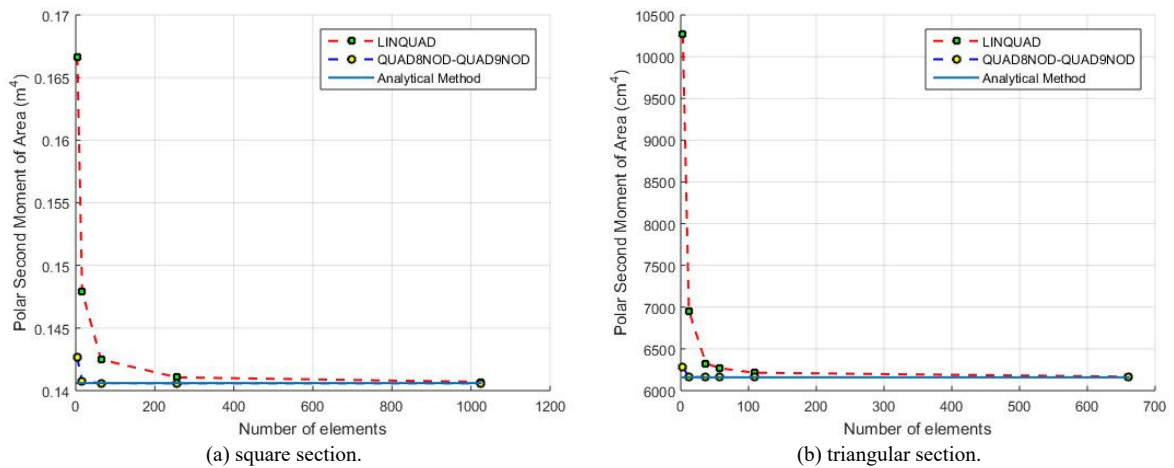 0.17
0.165
0.16
0.155
0.15
0.145
0.14
Polar Second Moment of Area (m⁴)
LINQUAD
QUAD8NOD-QUAD9NOD
Analytical Method
0 200 400 600 800 1000 1200
Number of elements
(a) square section.
10500
10000
9500
9000
8500
8000
7500
7000
6500
6000
Polar Second Moment of Area (cm⁴)
LINQUAD
QUAD8NOD-QUAD9NOD
Analytical Method
0 100 200 300 400 500 600 700
Number of elements
(b) triangular section.